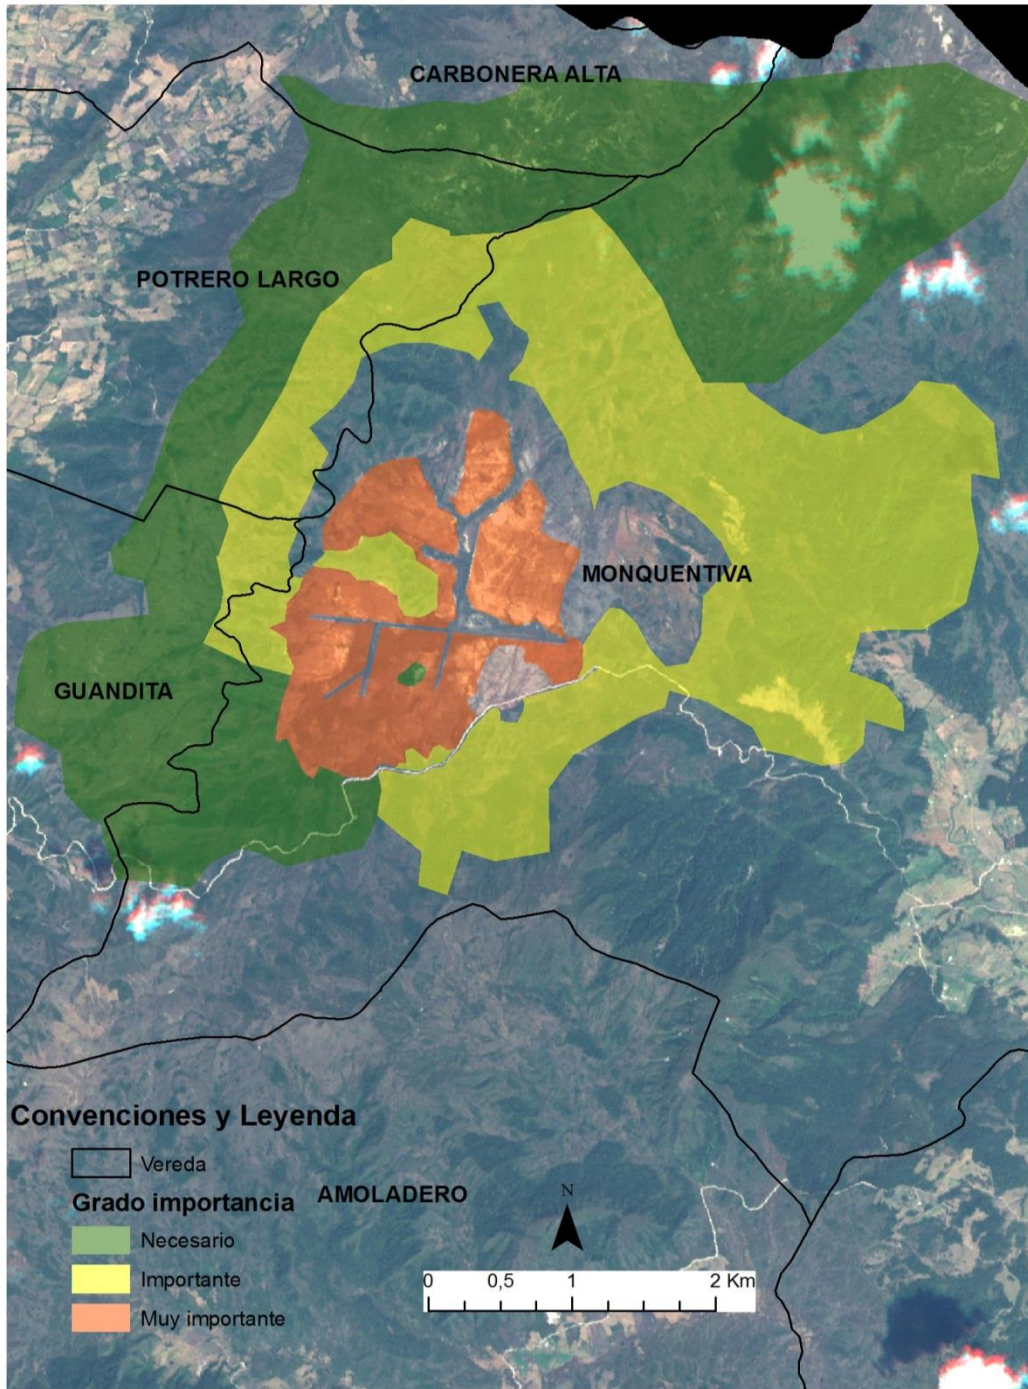 CARBONERA ALTA
POTRERO LARGO
MONQUENTIVA
GUANDITA
Convenciones y Leyenda
Vereda
Grado importancia
AMOLADERO
N
Necesario
Importante
Muy importante
0 0,5 1 2 Km